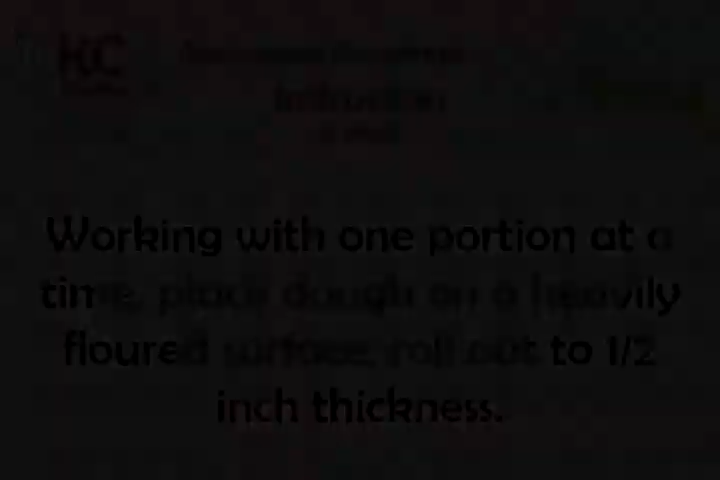 KC
Working with one portion at a
time, place dough on a heavily
floured surface, roll out to 1/2
inch thickness.